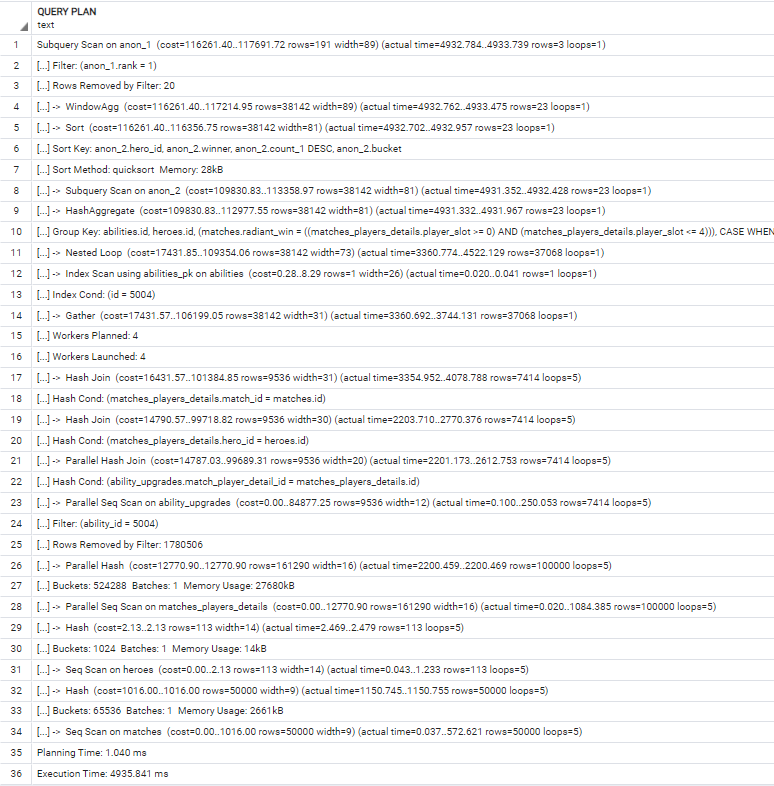 QUERY PLAN
text
1 Subquery Scan on anon_1 (cost=116261.40..117691.72 rows=191 width=89) (actual time=4932.784..4933.739 rows=3 loops=1)
2 [...] Filter: (anon_1.rank = 1)
3 [...] Rows Removed by Filter: 20
4 [...] -> WindowAgg (cost=116261.40..117214.95 rows=38142 width=89) (actual time=4932.762..4933.475 rows=23 loops=1)
5 [...] -> Sort (cost=116261.40..116356.75 rows=38142 width=81) (actual time=4932.702..4932.957 rows=23 loops=1)
6 [...] Sort Key: anon_2.hero_id, anon_2.winner, anon_2.count_1 DESC, anon_2.bucket
7 [...] Sort Method: quicksort Memory: 28kB
8 [...] -> Subquery Scan on anon_2 (cost=109830.83..113358.97 rows=38142 width=81) (actual time=4931.352..4932.428 rows=23 loops=1)
9 [...] -> HashAggregate (cost=109830.83..112977.55 rows=38142 width=81) (actual time=4931.332..4931.967 rows=23 loops=1)
10 [...] Group Key: abilities.id, heroes.id, (matches.radiant_win = ((matches_players_details.player_slot >= 0) AND (matches_players_details.player_slot <= 4))), CASE WHEN
11 [...] -> Nested Loop (cost=17431.85..109354.06 rows=38142 width=73) (actual time=3360.774..4522.129 rows=37068 loops=1)
12 [...] -> Index Scan using abilities_pk on abilities (cost=0.28..8.29 rows=1 width=26) (actual time=0.020..0.041 rows=1 loops=1)
13 [...] Index Cond: (id = 5004)
14 [...] -> Gather (cost=17431.57..106199.05 rows=38142 width=31) (actual time=3360.692..3744.131 rows=37068 loops=1)
15 [...] Workers Planned: 4
16 [...] Workers Launched: 4
17 [...] -> Hash Join (cost=16431.57..101384.85 rows=9536 width=31) (actual time=3354.952..4078.788 rows=7414 loops=5)
18 [...] Hash Cond: (matches_players_details.match_id = matches.id)
19 [...] -> Hash Join (cost=14790.57..99718.82 rows=9536 width=30) (actual time=2203.710..2770.376 rows=7414 loops=5)
20 [...] Hash Cond: (matches_players_details.hero_id = heroes.id)
21 [...] -> Parallel Hash Join (cost=14787.03..99689.31 rows=9536 width=20) (actual time=2201.173..2612.753 rows=7414 loops=5)
22 [...] Hash Cond: (ability_upgrades.match_player_detail_id = matches_players_details.id)
23 [...] -> Parallel Seq Scan on ability_upgrades (cost=0.00..84877.25 rows=9536 width=12) (actual time=0.100..250.053 rows=7414 loops=5)
24 [...] Filter: (ability_id = 5004)
25 [...] Rows Removed by Filter: 1780506
26 [...] -> Parallel Hash (cost=12770.90..12770.90 rows=161290 width=16) (actual time=2200.459..2200.469 rows=100000 loops=5)
27 [...] Buckets: 524288 Batches: 1 Memory Usage: 27680kB
28 [...] -> Parallel Seq Scan on matches_players_details (cost=0.00..12770.90 rows=161290 width=16) (actual time=0.020..1084.385 rows=100000 loops=5)
29 [...] -> Hash (cost=2.13..2.13 rows=113 width=14) (actual time=2.469..2.479 rows=113 loops=5)
30 [...] Buckets: 1024 Batches: 1 Memory Usage: 14kB
31 [...] -> Seq Scan on heroes (cost=0.00..2.13 rows=113 width=14) (actual time=0.043..1.233 rows=113 loops=5)
32 [...] -> Hash (cost=1016.00..1016.00 rows=50000 width=9) (actual time=1150.745..1150.755 rows=50000 loops=5)
33 [...] Buckets: 65536 Batches: 1 Memory Usage: 2661kB
34 [...] -> Seq Scan on matches (cost=0.00..1016.00 rows=50000 width=9) (actual time=0.037..572.621 rows=50000 loops=5)
35 Planning Time: 1.040 ms
36 Execution Time: 4935.841 ms